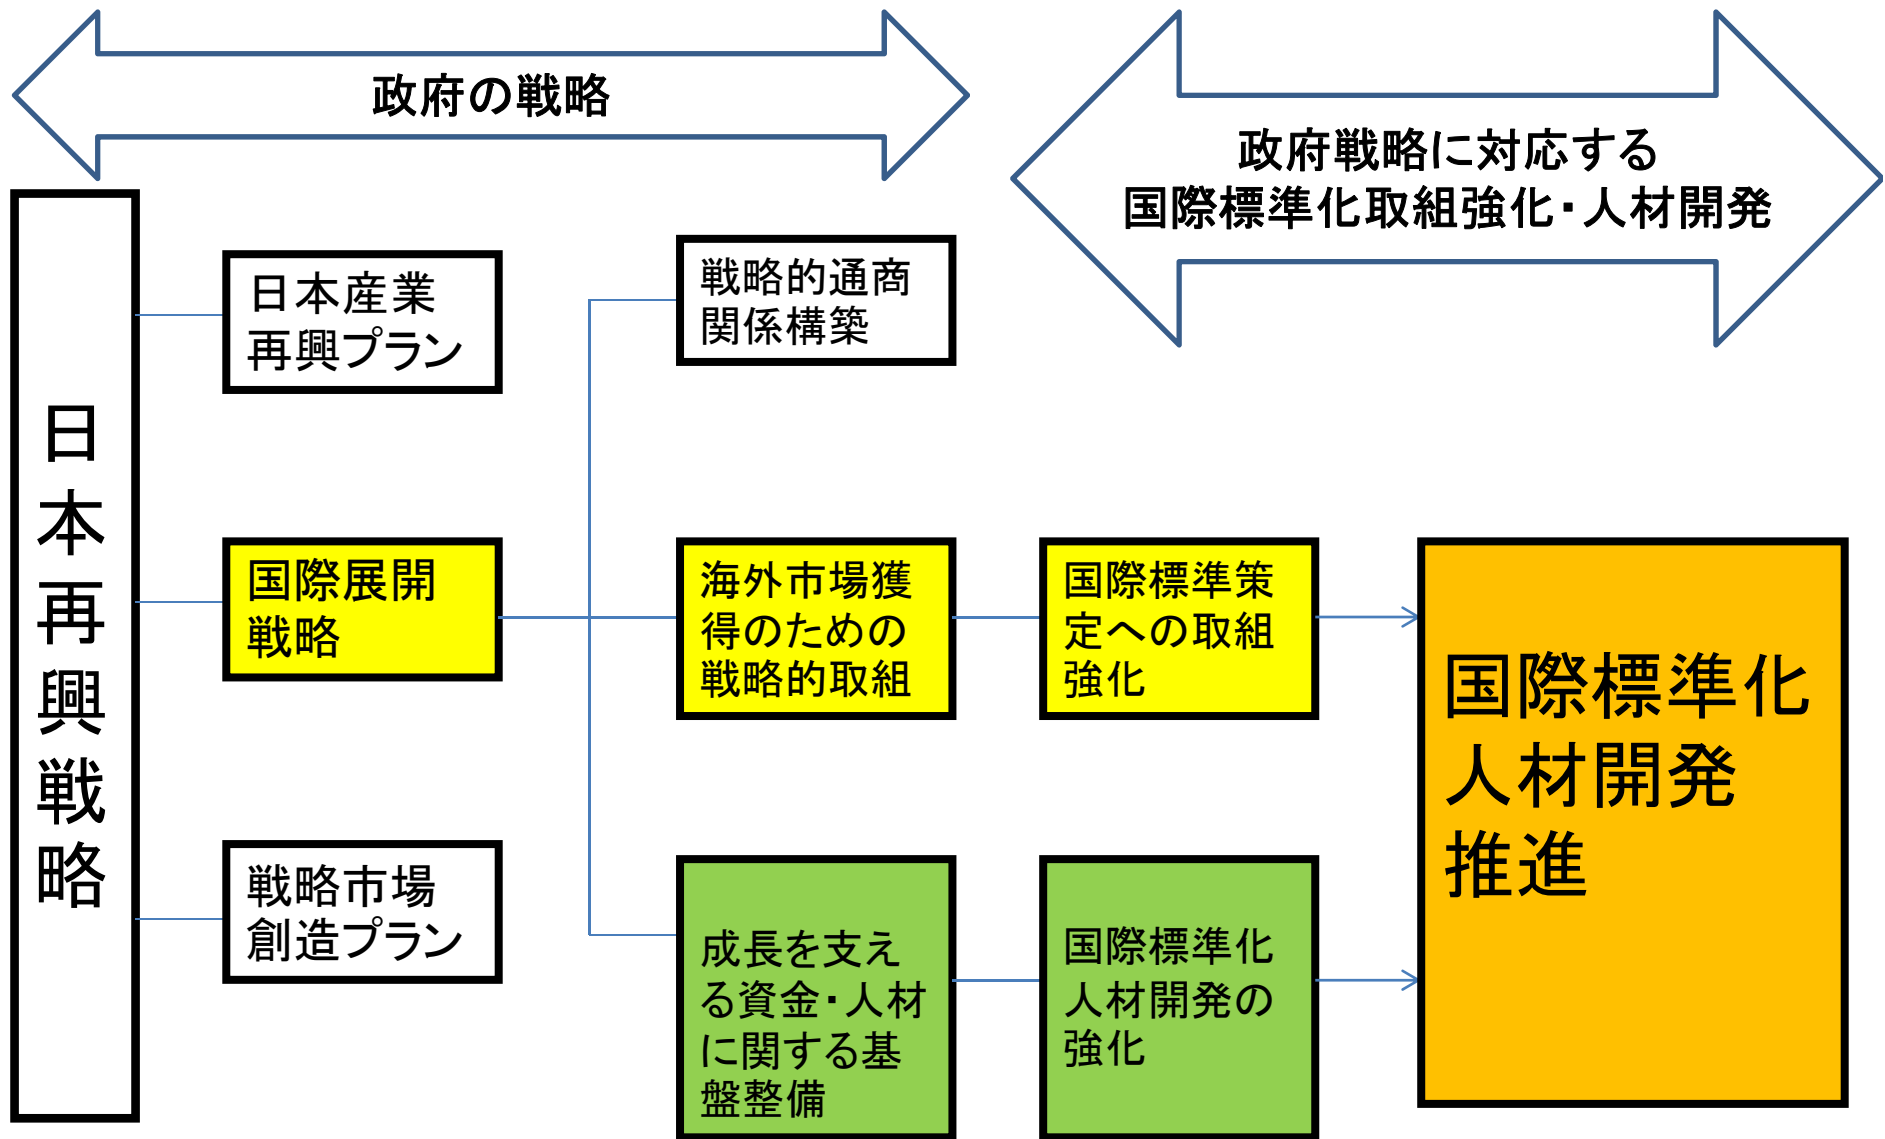 政府の戦略
政府戦略に対応する
国際標準化取組強化・人材開発
日本再興戦略
日本産業
再興プラン
国際展開
戦略
戦略市場
創造プラン
戦略的通商
関係構築
海外市場獲
得のための
戦略的取組
成長を支え
る資金・人材
に関する基
盤整備
国際標準策
定への取組
強化
国際標準化
人材開発の
強化
国際標準化
人材開発
推進